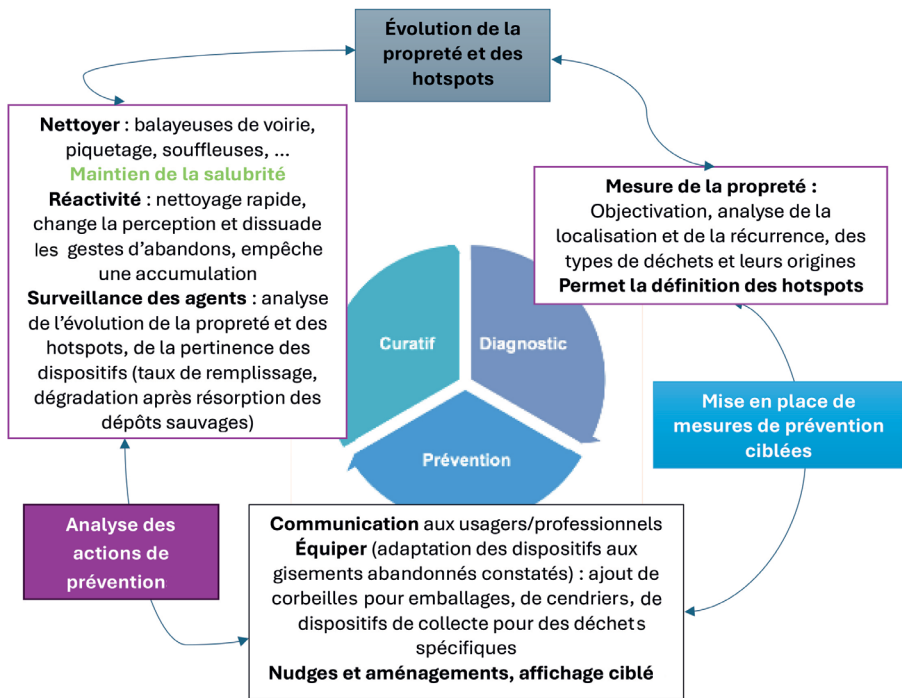 Évolution de la
propreté et des
hotspots
Nettoyer : balayeuses de voirie,
piquetage, souffleuses, ...
Maintien de la salubrité
Réactivité : nettoyage rapide,
change la perception et dissuade
les gestes d’abandons, empêche
une accumulation
Surveillance des agents : analyse
de l’évolution de la propreté et des
hotspots, de la pertinence des
dispositifs (taux de remplissage,
dégradation après résorption des
dépôts sauvages)
Mesure de la propreté :
Objectivation, analyse de la
localisation et de la récurrence, des
types de déchets et leurs origines
Permet la définition des hotspots
Curatif
Diagnostic
Prévention
Mise en place de
mesures de prévention
ciblées
Analyse des
actions de
prévention
Communication aux usagers/professionnels
Équiper (adaptation des dispositifs aux
gisements abandonnés constatés) : ajout de
corbeilles pour emballages, de cendriers, de
dispositifs de collecte pour des déchets
spécifiques
Nudges et aménagements, affichage ciblé